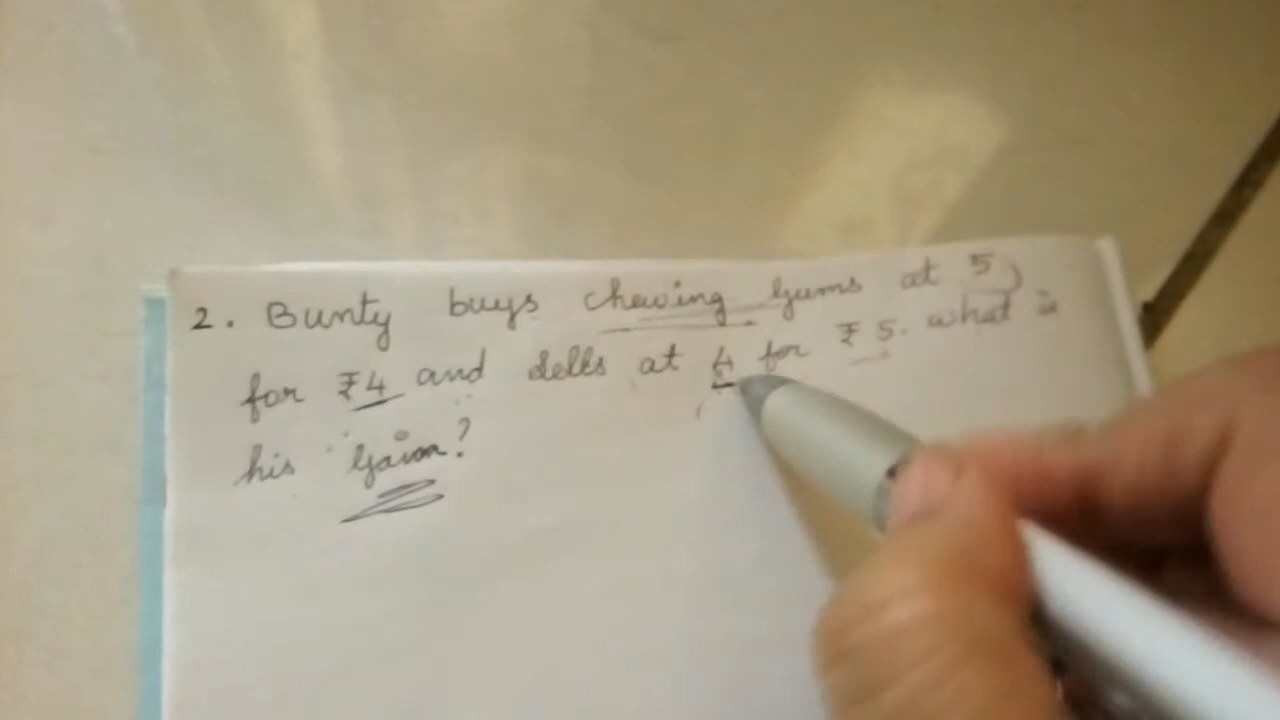 2. Bunty buys chewing Gums at 5
for ₹4 and sells at 4 for ₹ 5. what is
his Gain?